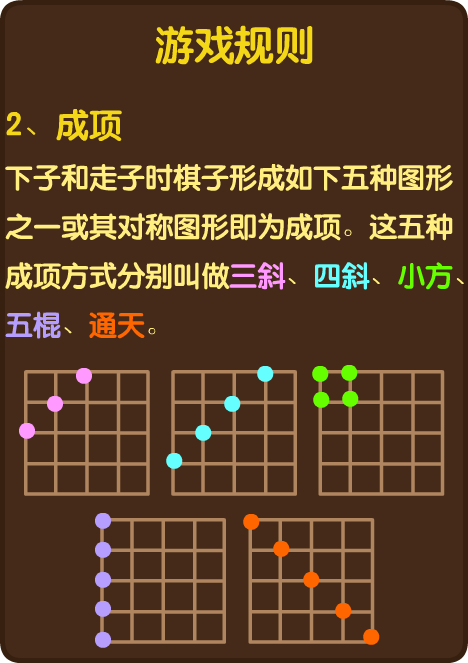 游戏规则
2、成项
下子和走子时棋子形成如下五种图形
之一或其对称图形即为成项。这五种
成项方式分别叫做三斜、四斜、小方、
五棍、通天。